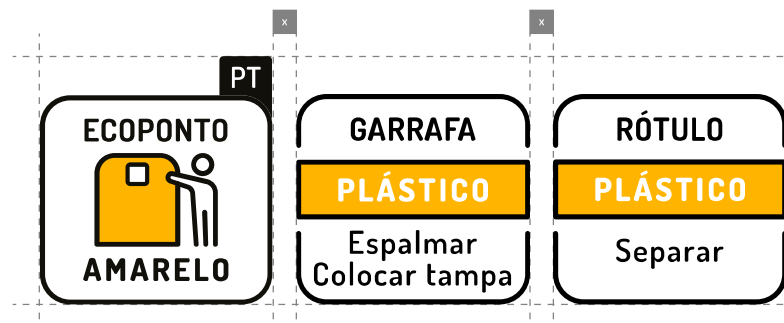 x
x
PT
ECOPONTO
AMARELO
GARRAFA
PLÁSTICO
Espalmar
Colocar tampa
RÓTULO
PLÁSTICO
Separar